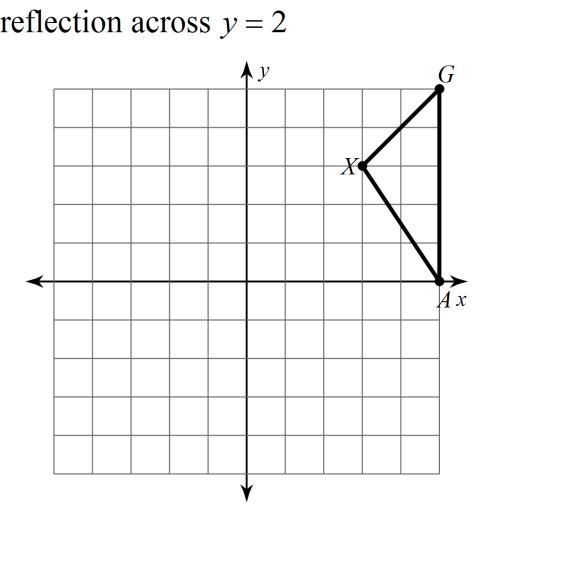 reflection across y = 2
y
G
X
A x